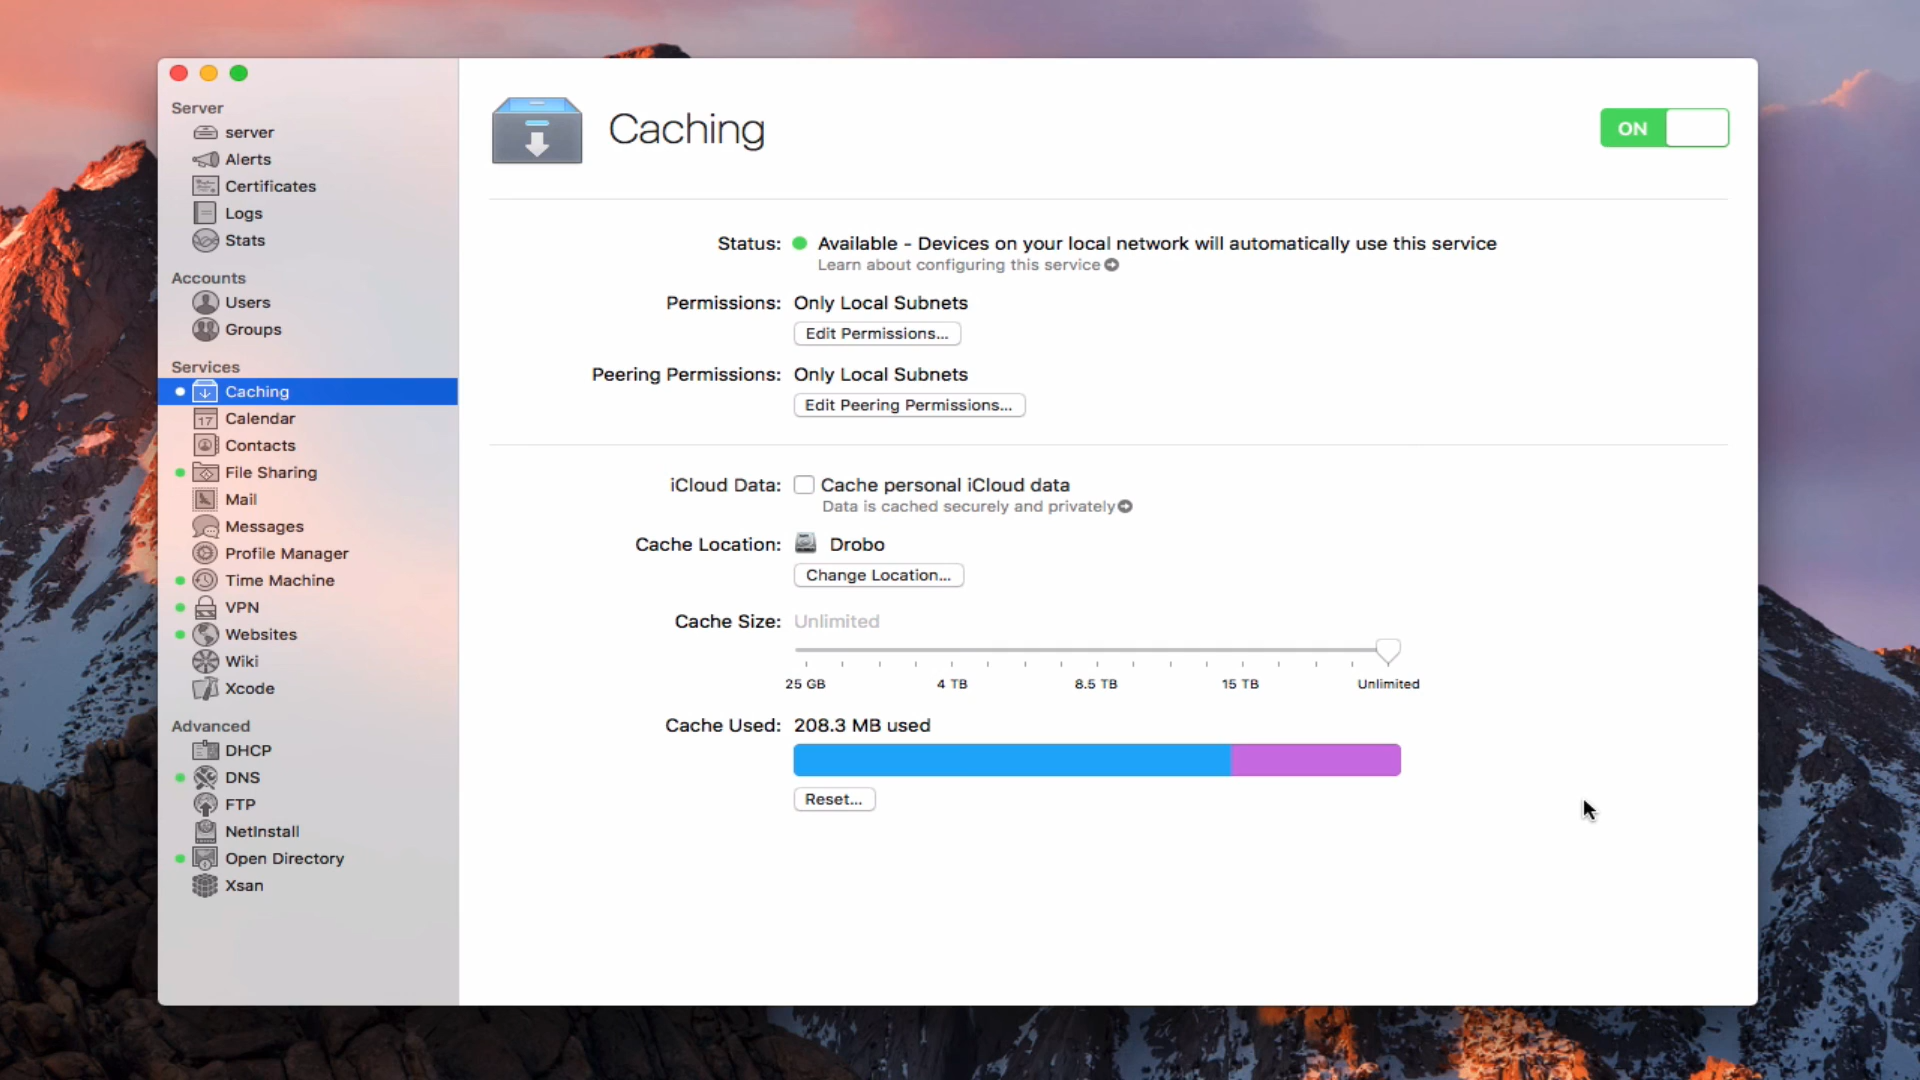 Server
server
Alerts
Certificates
Logs
Stats
Accounts
Users
Groups
Services
Caching
17 Calendar
Contacts
File Sharing
Mail
Messages
Profile Manager
Time Machine
VPN
Websites
Wiki
Xcode
Advanced
DHCP
DNS
FTP
NetInstall
Open Directory
Xsan
Caching
ON
Status: Available - Devices on your local network will automatically use this service
Learn about configuring this service
Permissions: Only Local Subnets
Edit Permissions...
Peering Permissions: Only Local Subnets
Edit Peering Permissions...
iCloud Data: Cache personal iCloud data
Data is cached securely and privately
Cache Location: Drobo
Change Location...
Cache Size: Unlimited
25 GB 4 TB 8.5 TB 15 TB Unlimited
Cache Used: 208.3 MB used
Reset...